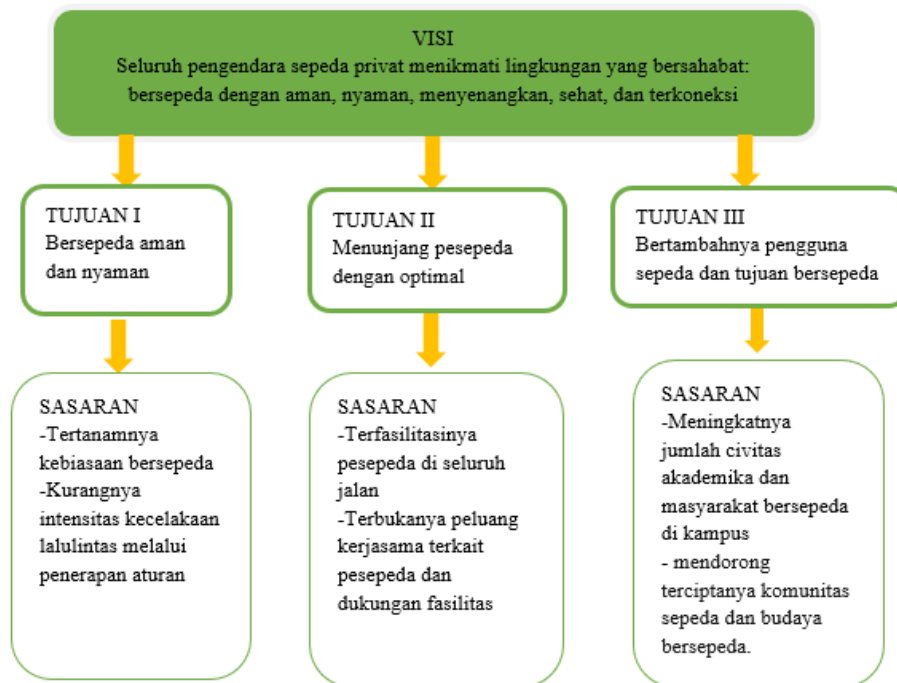 VISI
Seluruh pengendara sepeda privat menikmati lingkungan yang bersahabat:
bersepeda dengan aman, nyaman, menyenangkan, sehat, dan terkoneksi
TUJUAN I
Bersepeda aman
dan nyaman
TUJUAN II
Menunjang pesepeda
dengan optimal
TUJUAN III
Bertambahnya pengguna
sepeda dan tujuan bersepeda
SASARAN
-Tertanamnya
kebiasaan bersepeda
-Kurangnya
intensitas kecelakaan
lalulintas melalui
penerapan aturan
SASARAN
-Terfasilitasinya
pesepeda di seluruh
jalan
-Terbukanya peluang
kerjasama terkait
pesepeda dan
dukungan fasilitas
SASARAN
-Meningkatnya
jumlah civitas
akademika dan
masyarakat bersepeda
di kampus
- mendorong
terciptanya komunitas
sepeda dan budaya
bersepeda.